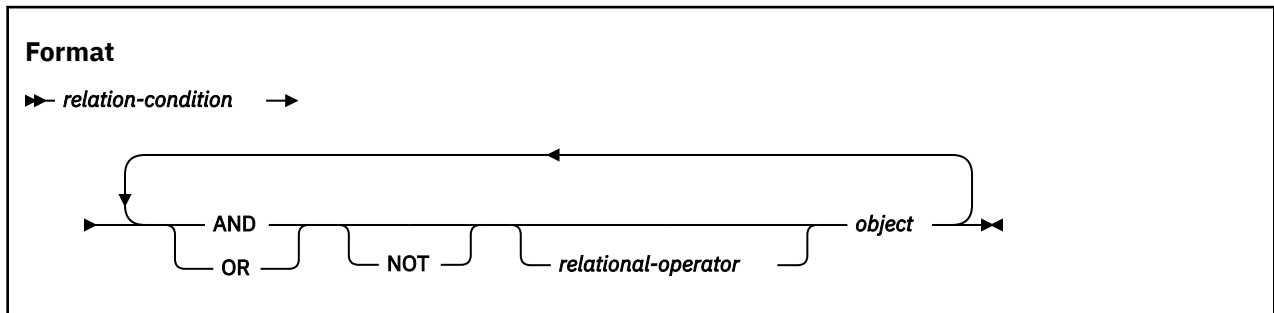 Format
relation-condition
AND object
OR NOT relational-operator